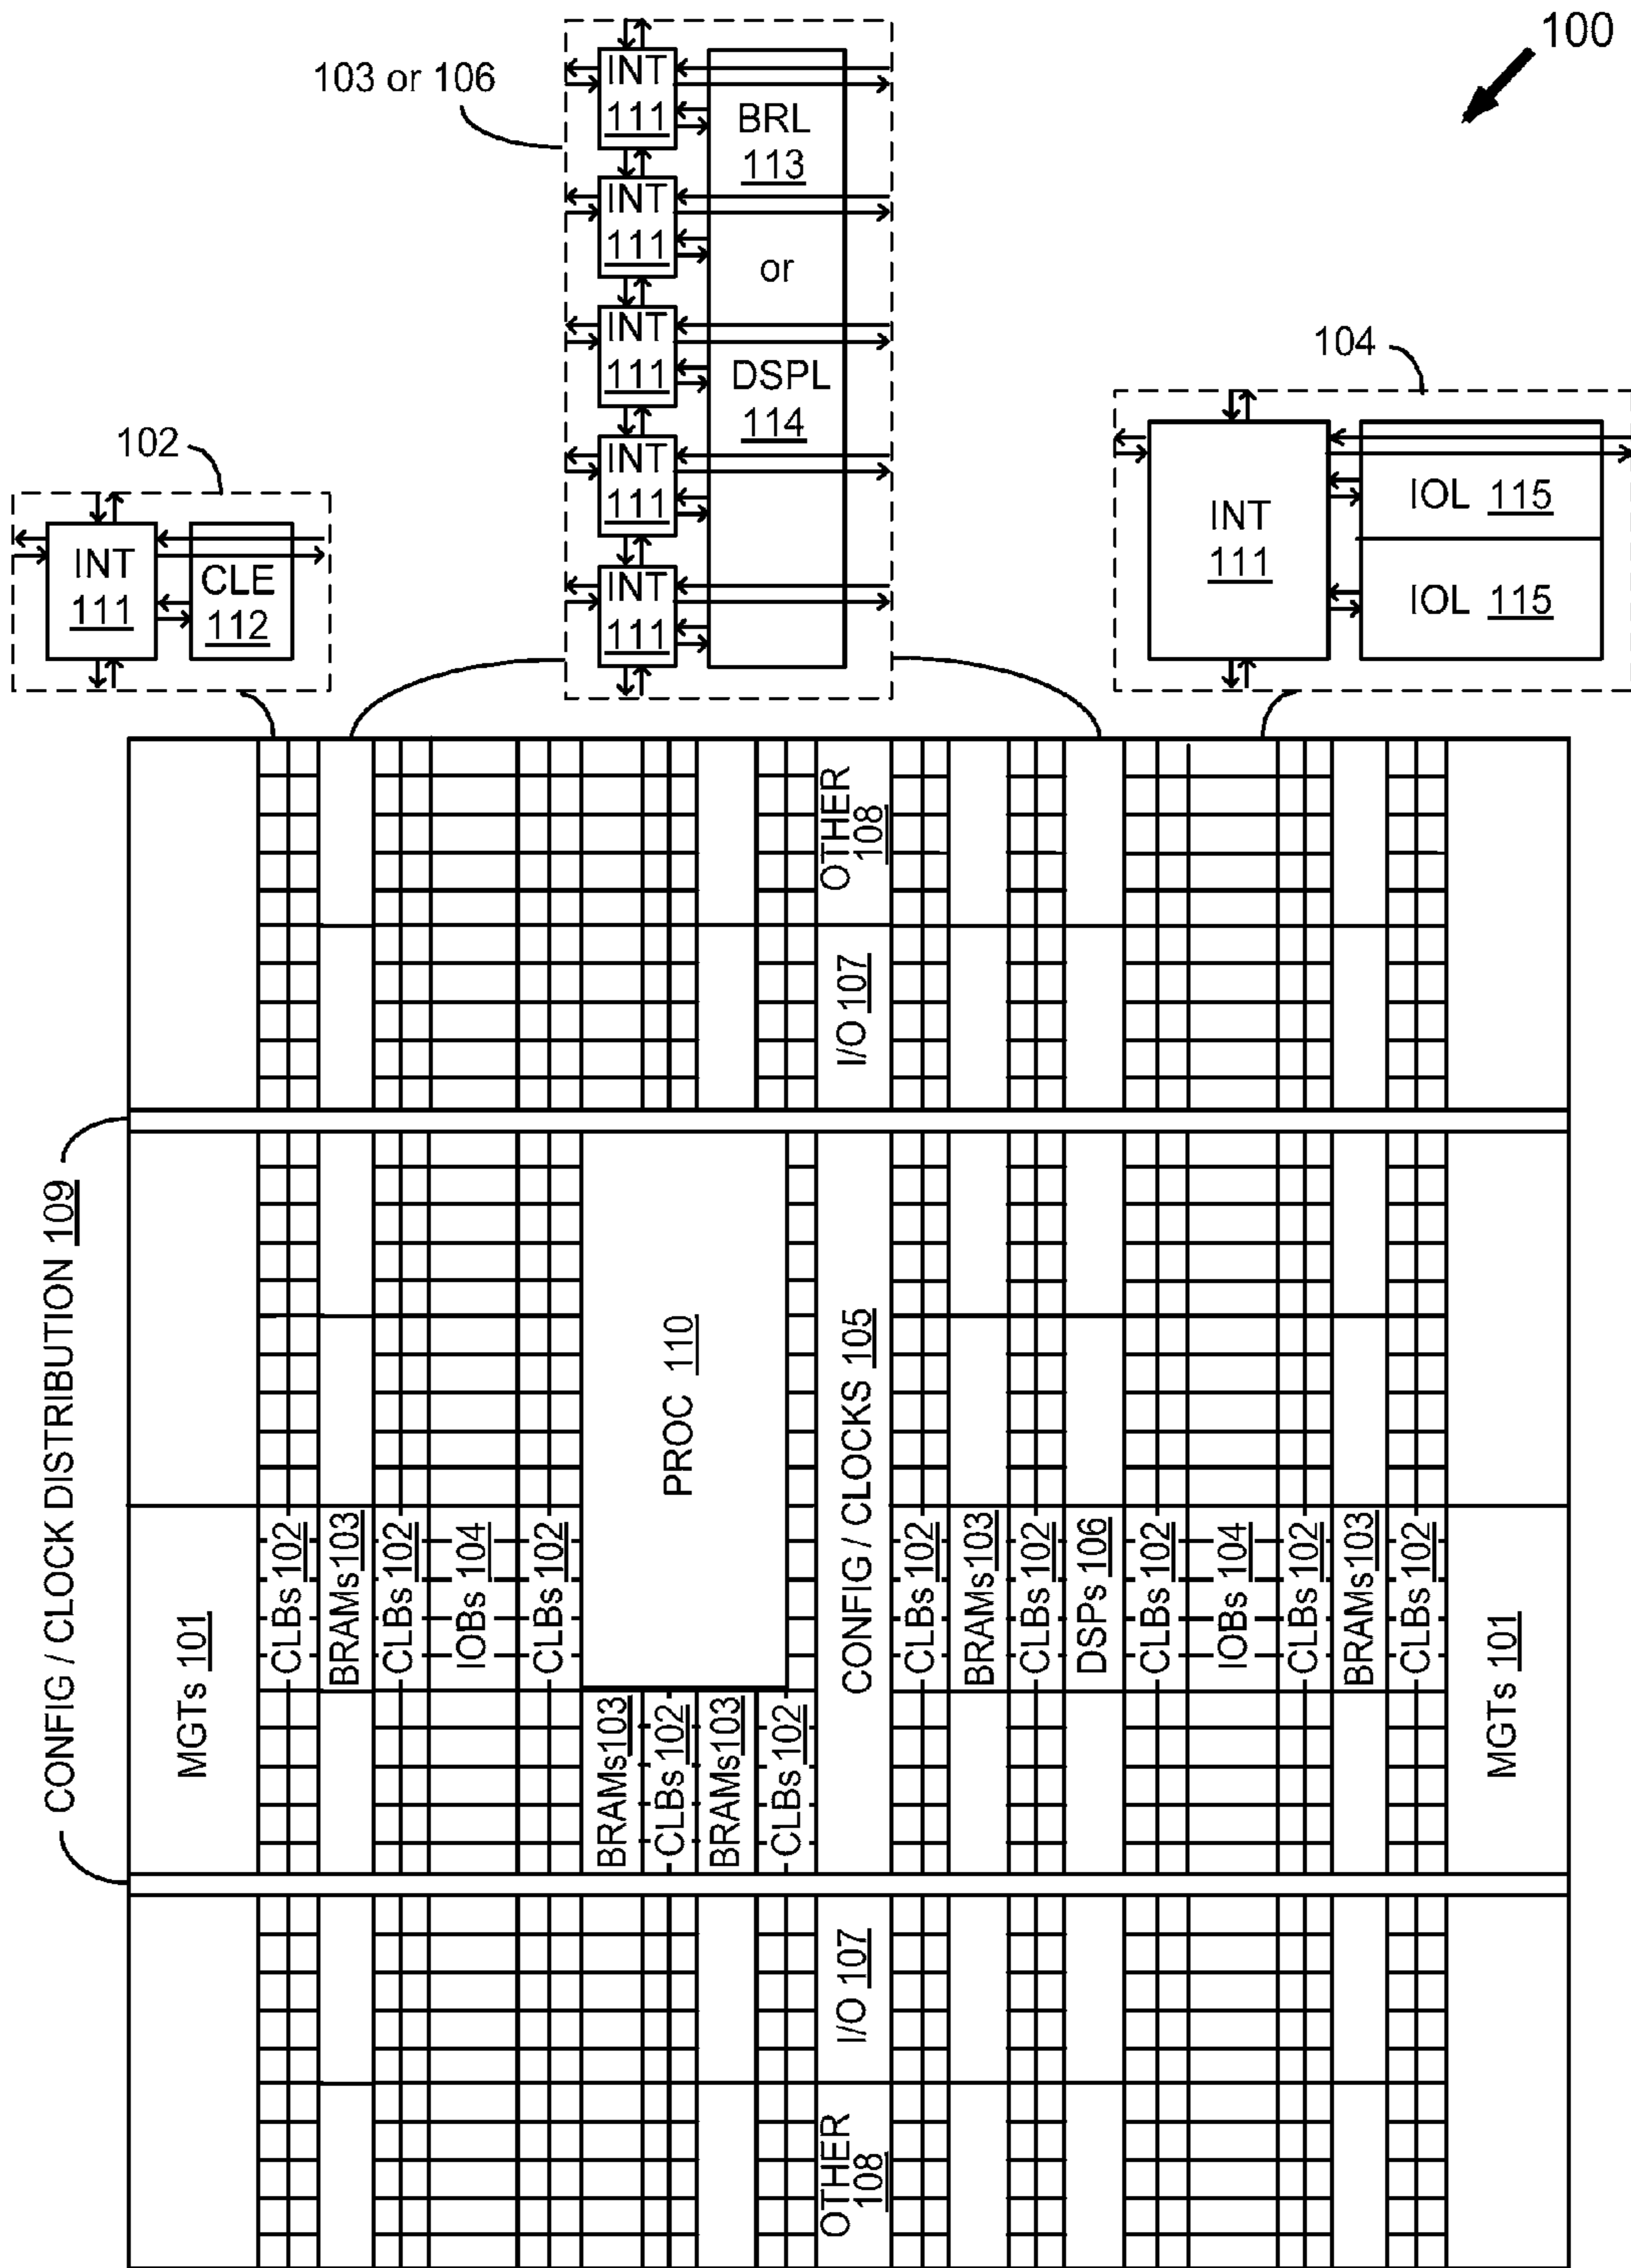 100
103 or 106
INT
111
INT
111
INT
111
INT
111
INT
111
BRL
113
or
DSPL
114
104
INT
111
IOL 115
IOL 115
102
INT
111
CLE
112
OTHER
108
I/O 107
CONFIG / CLOCK DISTRIBUTION 109
PROC 110
CONFIG / CLOCKS 105
MGTs 101
CLBs 102
BRAMs 103
CLBs 102
IOBs 104
CLBs 102
BRAMs 103
CLBs 102
BRAMs 103
CLBs 102
CLBs 102
BRAMs 103
CLBs 102
DSPs 106
CLBs 102
IOBs 104
CLBs 102
BRAMs 103
CLBs 102
MGTs 101
I/O 107
OTHER
108